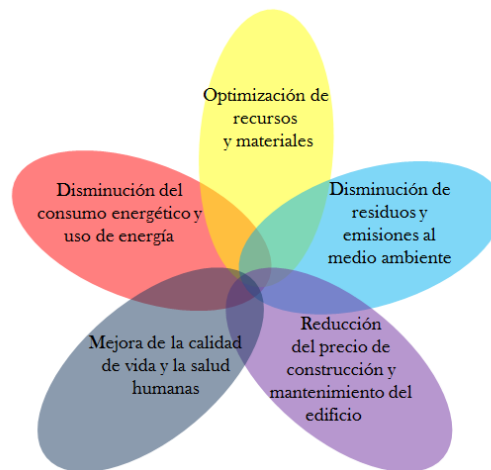 Optimización de
recursos
y materiales
Disminución del
consumo energético y
uso de energía
Disminución de
residuos y
emisiones al
medio ambiente
Mejora de la calidad
de vida y la salud
humanas
Reducción
del precio de
construcción y
mantenimiento del
edificio